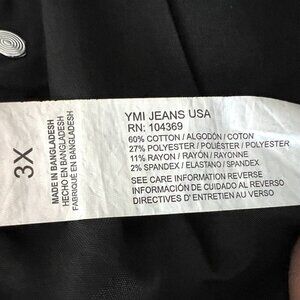 YMI JEANS USA
RN: 104369
60% COTTON / ALGODÓN / COTON
27% POLYESTER / POLIÉSTER / POLYESTER
11% RAYON / RAYÓN / RAYONNE
2% SPANDEX / ELASTANO / SPANDEX
SEE CARE INFORMATION REVERSE
INFORMACIÓN DE CUIDADO AL REVERSO
DIRECTIVES D'ENTRETIEN AU VERSO
MADE IN BANGLADESH
HECHO EN BANGLADESH
FABRIQUÉ EN BANGLADESH
3X